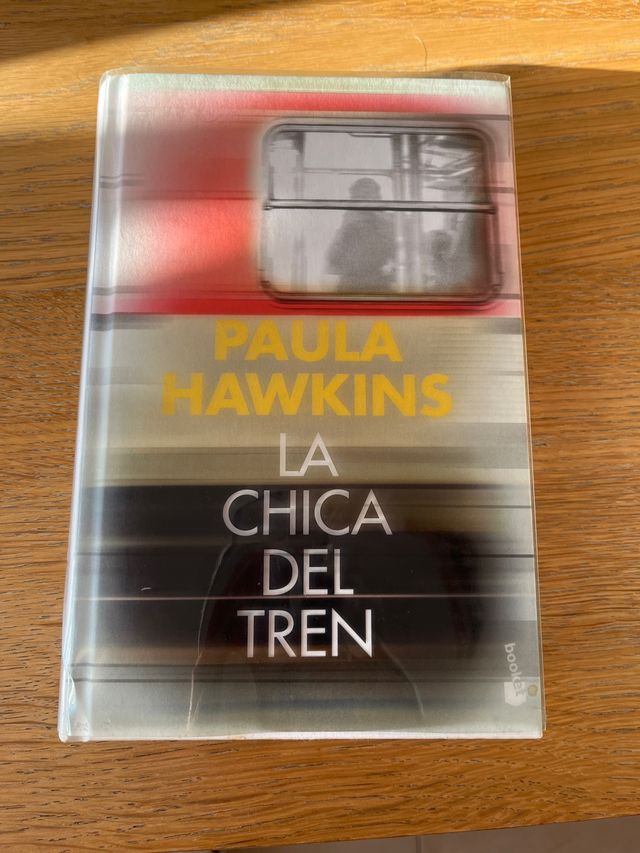 PAULA
HAWKINS
LA
CHICA
DEL
TREN
booket